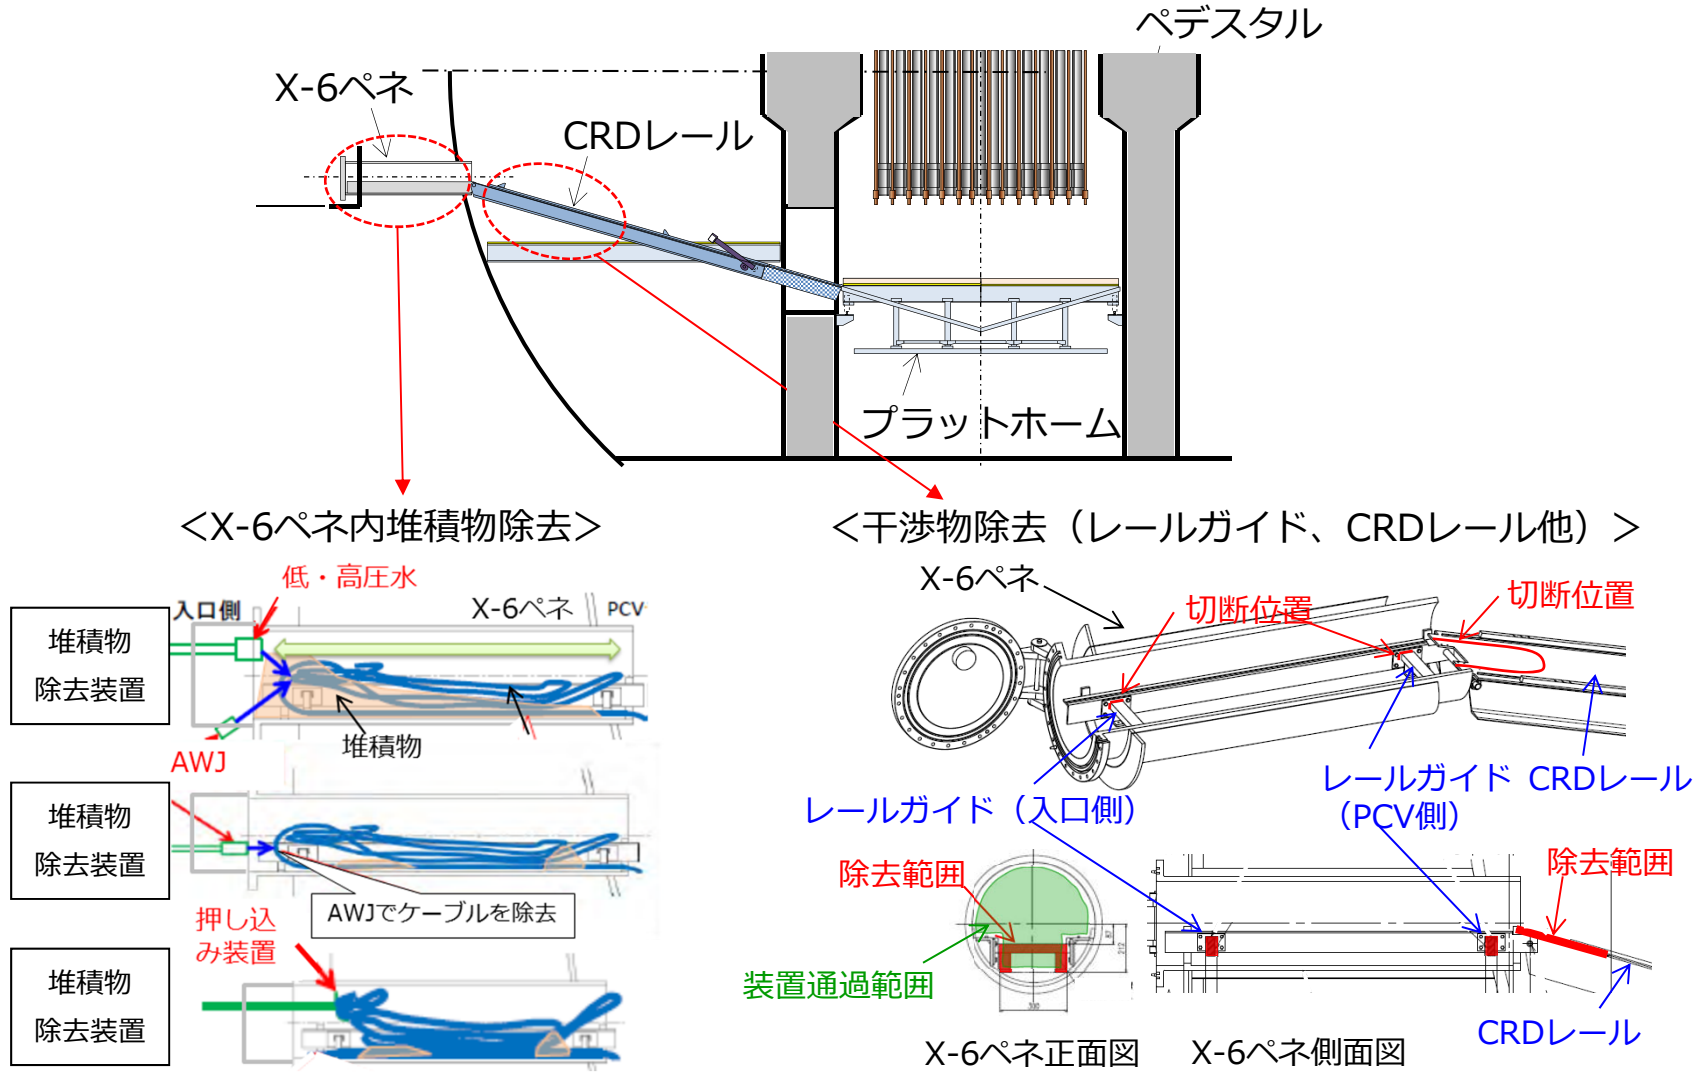 ペデスタル
X-6ペネ
CRDレール
プラットホーム
＜X-6ペネ内堆積物除去＞
低・高圧水
入口側
X-6ペネ
PCV
堆積物
除去装置
堆積物
AWJ
堆積物
除去装置
AWJでケーブルを除去
押し込
み装置
堆積物
除去装置
＜干渉物除去（レールガイド、CRDレール他）＞
X-6ペネ
切断位置
切断位置
レールガイド（入口側）
レールガイド
（PCV側）
CRDレール
除去範囲
装置通過範囲
67
212
330
除去範囲
CRDレール
X-6ペネ正面図
X-6ペネ側面図